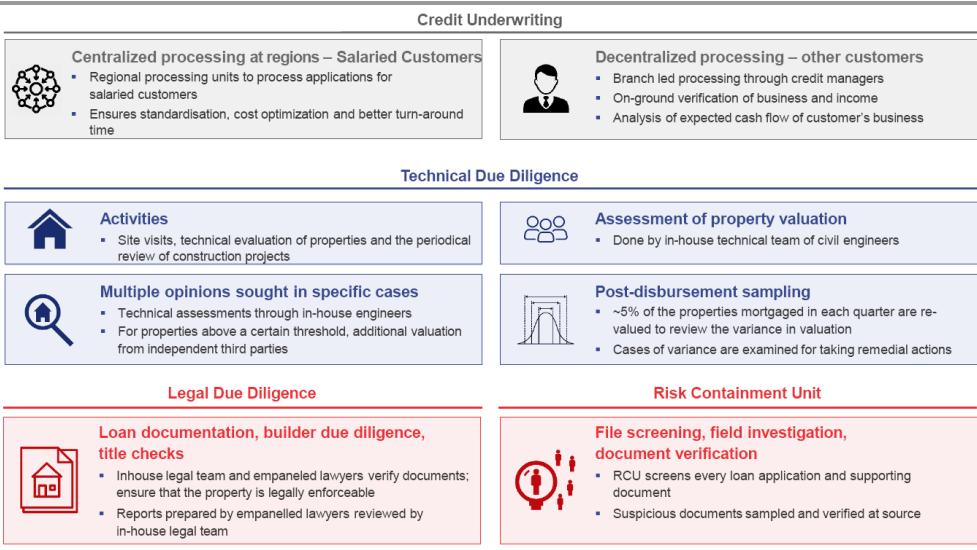 Credit Underwriting
Centralized processing at regions – Salaried Customers
▪ Regional processing units to process applications for
salaried customers
▪ Ensures standardisation, cost optimization and better turn-around
time
Decentralized processing – other customers
▪ Branch led processing through credit managers
▪ On-ground verification of business and income
▪ Analysis of expected cash flow of customer's business
Technical Due Diligence
Activities
▪ Site visits, technical evaluation of properties and the periodical
review of construction projects
Assessment of property valuation
▪ Done by in-house technical team of civil engineers
Multiple opinions sought in specific cases
▪ Technical assessments through in-house engineers
▪ For properties above a certain threshold, additional valuation
from independent third parties
Post-disbursement sampling
▪ ~5% of the properties mortgaged in each quarter are re-
valued to review the variance in valuation
▪ Cases of variance are examined for taking remedial actions
Legal Due Diligence
Loan documentation, builder due diligence,
title checks
▪ Inhouse legal team and empaneled lawyers verify documents;
ensure that the property is legally enforceable
▪ Reports prepared by empanelled lawyers reviewed by
in-house legal team
Risk Containment Unit
File screening, field investigation,
document verification
▪ RCU screens every loan application and supporting
document
▪ Suspicious documents sampled and verified at source